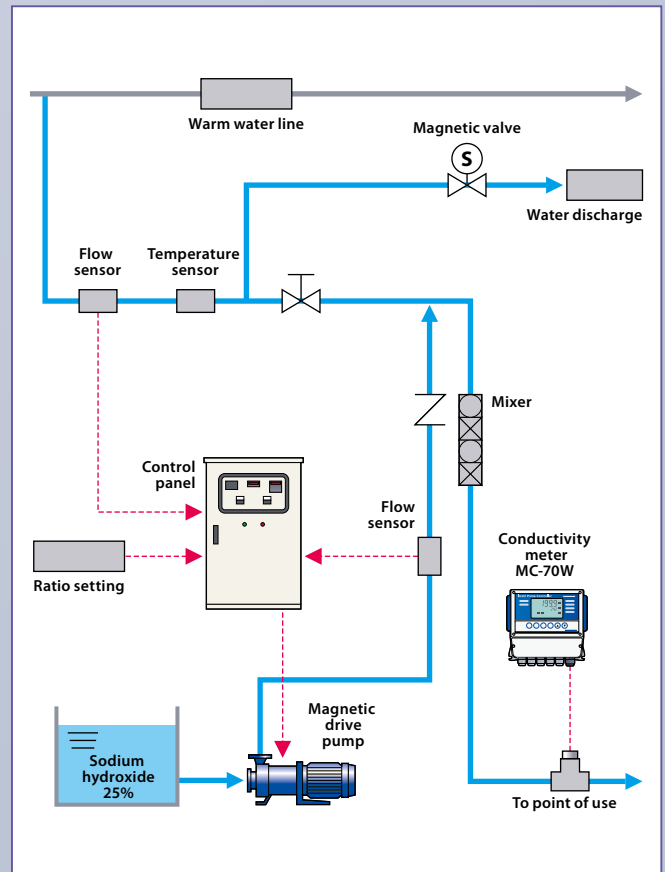 Warm water line
Magnetic valve
S
Water discharge
Flow
sensor
Temperature
sensor
Mixer
Control
panel
Flow
sensor
Conductivity
meter
MC-70W
Ratio setting
Magnetic
drive
pump
Sodium
hydroxide
25%
To point of use